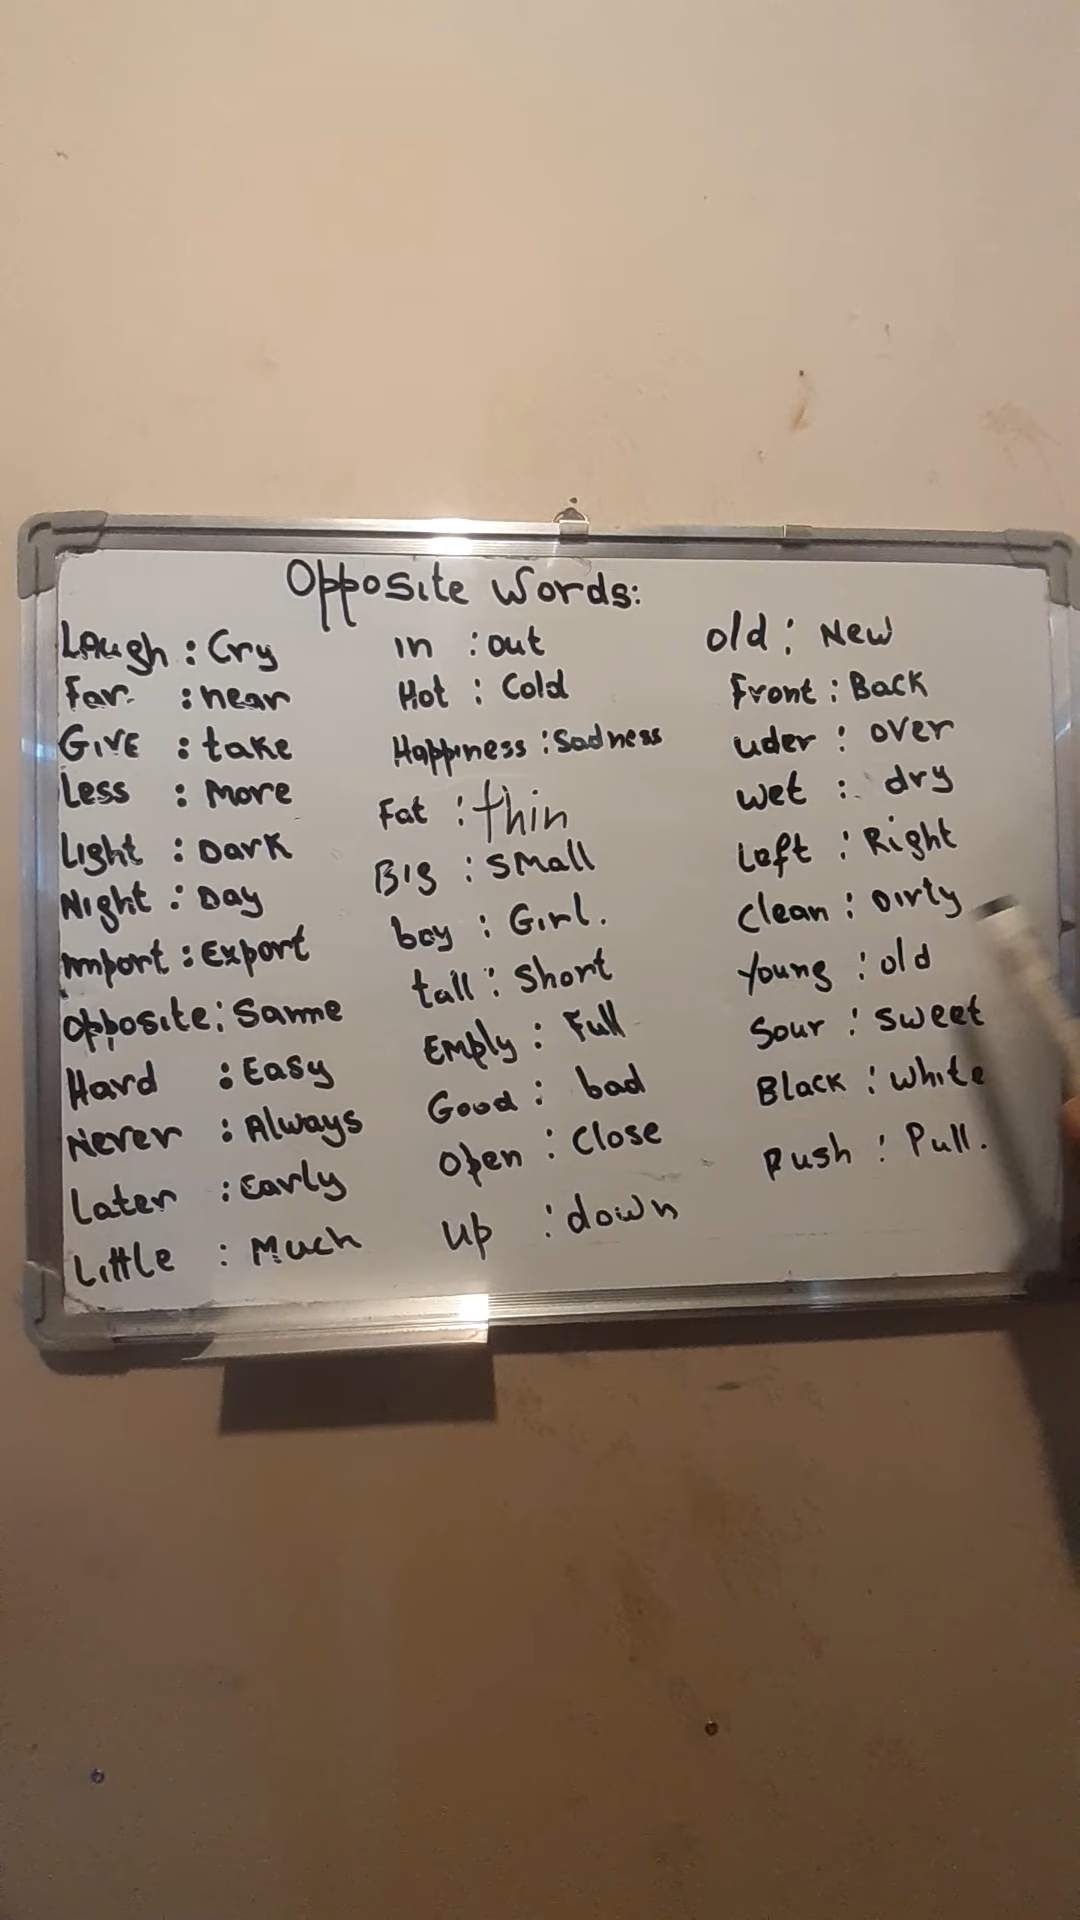 Opposite Words:
Laugh : Cry
Far. : near
Give : take
Less : More
Light : Dark
Night : Day
Import : Export
Opposite : Samme
Hard : Easy
Never : Always
Later : Early
Little : Much
in : out
Hot : Cold
Happiness : Sadness
Fat : thin
Big : Small
boy : Girl.
tall : Short
Emply : Full
Good : bad
Open : Close
up : down
old : New
Front : Back
uder : over
wet : dry
Left : Right
Clean : Dirty
Young : old
Sour : Sweet
Black : White
Push : Pull.